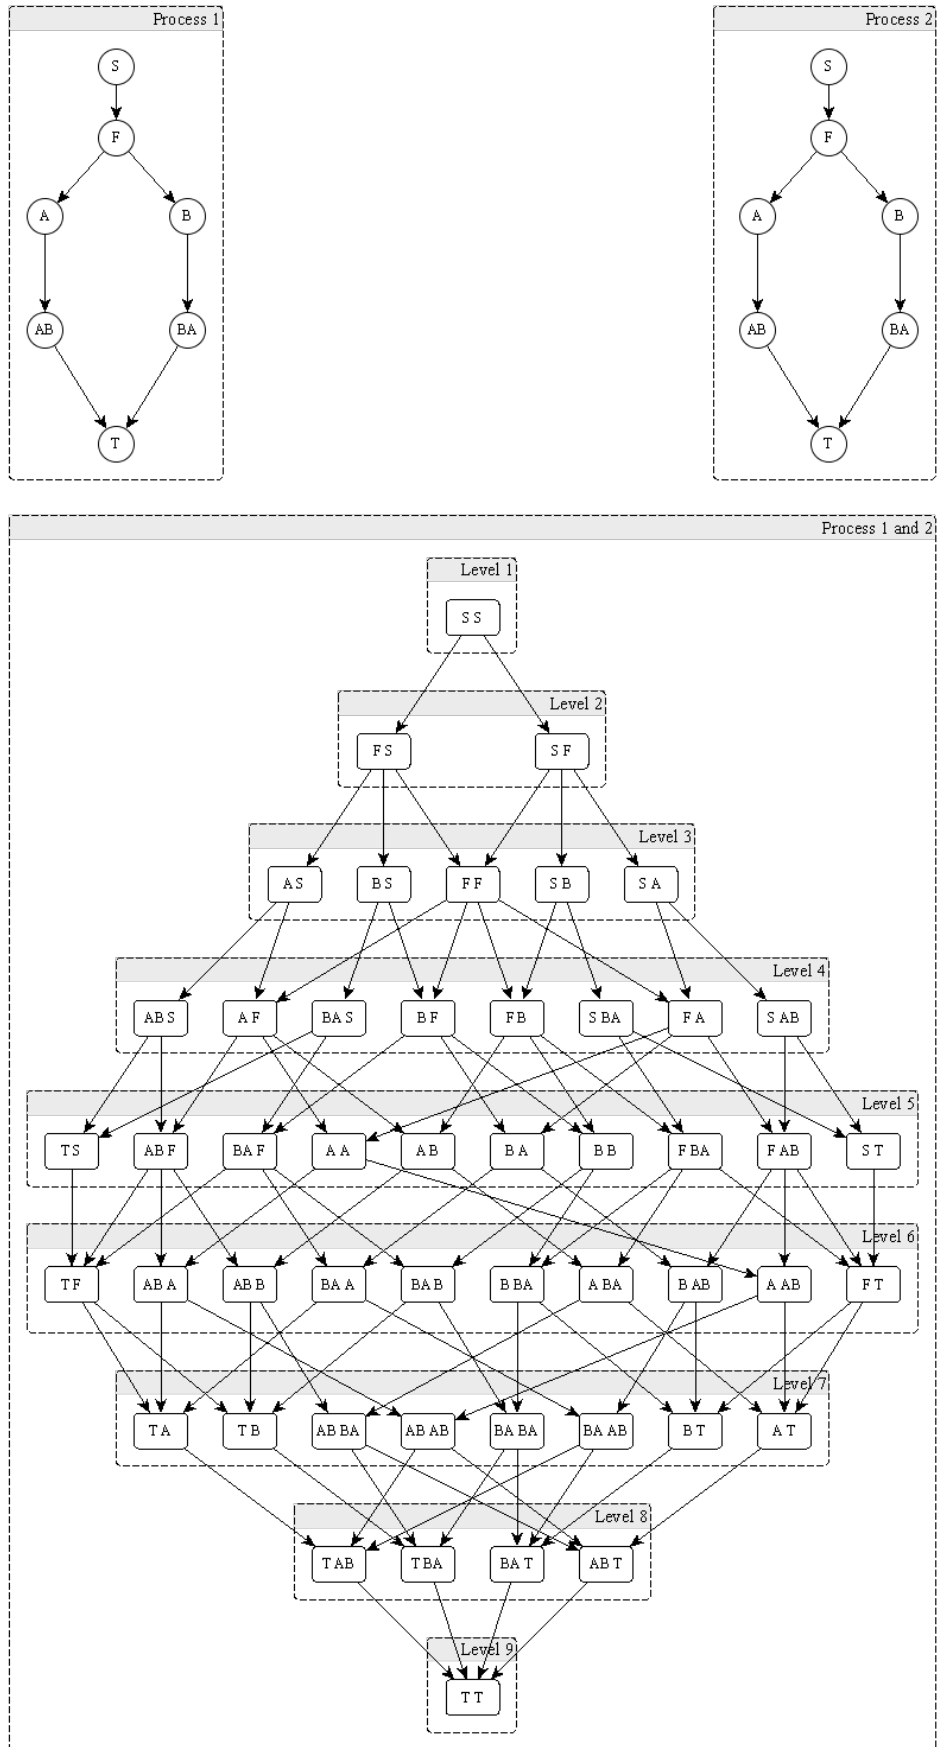 Process 1 Process 2
S S
F F
A B A B
AB BA AB BA
T T
Process 1 and 2
Level 1
S S
Level 2
F S S F
Level 3
A S B S F F S B S A
Level 4
AB S A F BA S B F F B S BA F A S AB
Level 5
T S AB F BA F A A A B B A B B F BA F AB S T
Level 6
T F AB A AB B BA A BA B B BA A BA B AB A AB F T
Level 7
T A T B AB BA AB AB BA BA BA AB B T A T
Level 8
T AB T BA BA T AB T
Level 9
T T